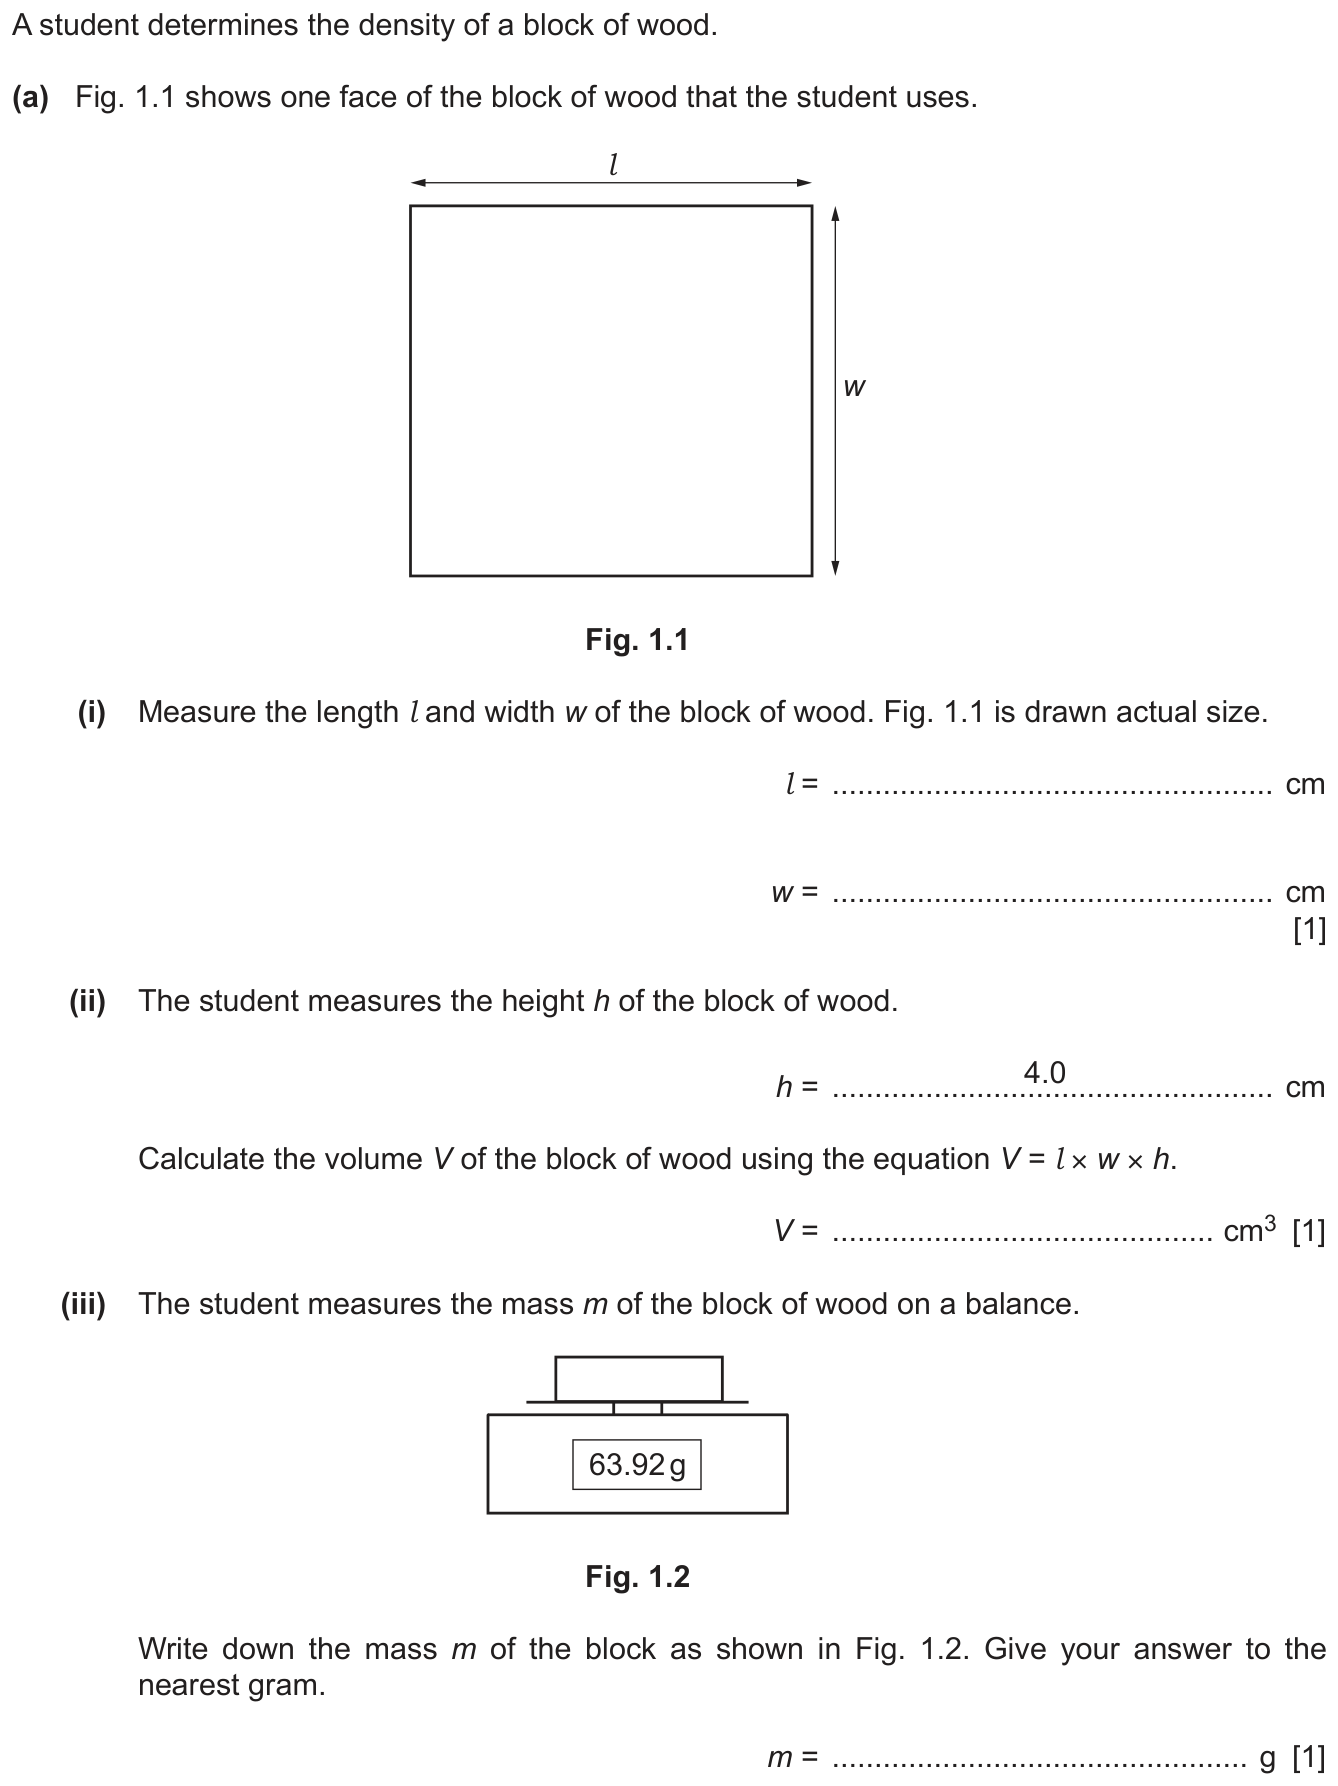 A student determines the density of a block of wood.
(a) Fig. 1.1 shows one face of the block of wood that the student uses.
l
w
Fig. 1.1
(i) Measure the length l and width w of the block of wood. Fig. 1.1 is drawn actual size.
l = .................................................... cm
w = .................................................... cm
[1]
(ii) The student measures the height h of the block of wood.
4.0
h = .................................................... cm
Calculate the volume V of the block of wood using the equation V = l × w × h.
V = ............................................. cm³ [1]
(iii) The student measures the mass m of the block of wood on a balance.
63.92 g
Fig. 1.2
Write down the mass m of the block as shown in Fig. 1.2. Give your answer to the
nearest gram.
m = ................................................. g [1]